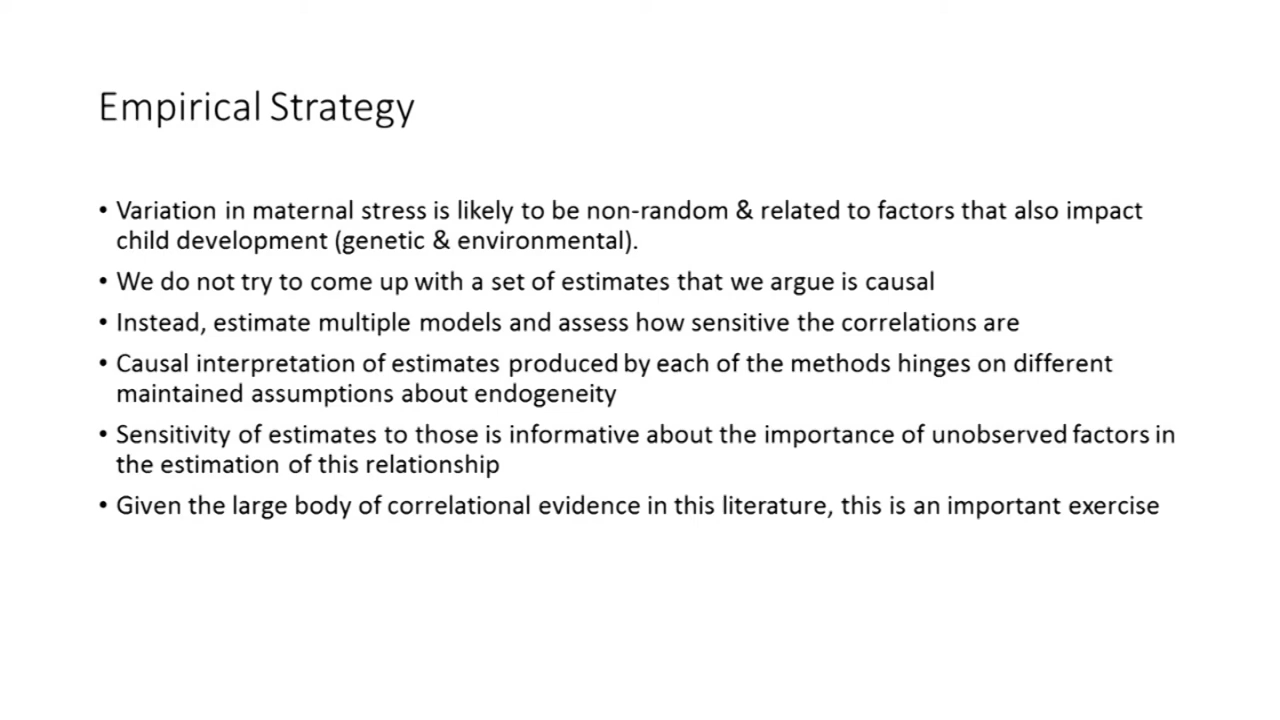 Empirical Strategy
• Variation in maternal stress is likely to be non-random & related to factors that also impact
child development (genetic & environmental).
• We do not try to come up with a set of estimates that we argue is causal
• Instead, estimate multiple models and assess how sensitive the correlations are
• Causal interpretation of estimates produced by each of the methods hinges on different
maintained assumptions about endogeneity
• Sensitivity of estimates to those is informative about the importance of unobserved factors in
the estimation of this relationship
• Given the large body of correlational evidence in this literature, this is an important exercise